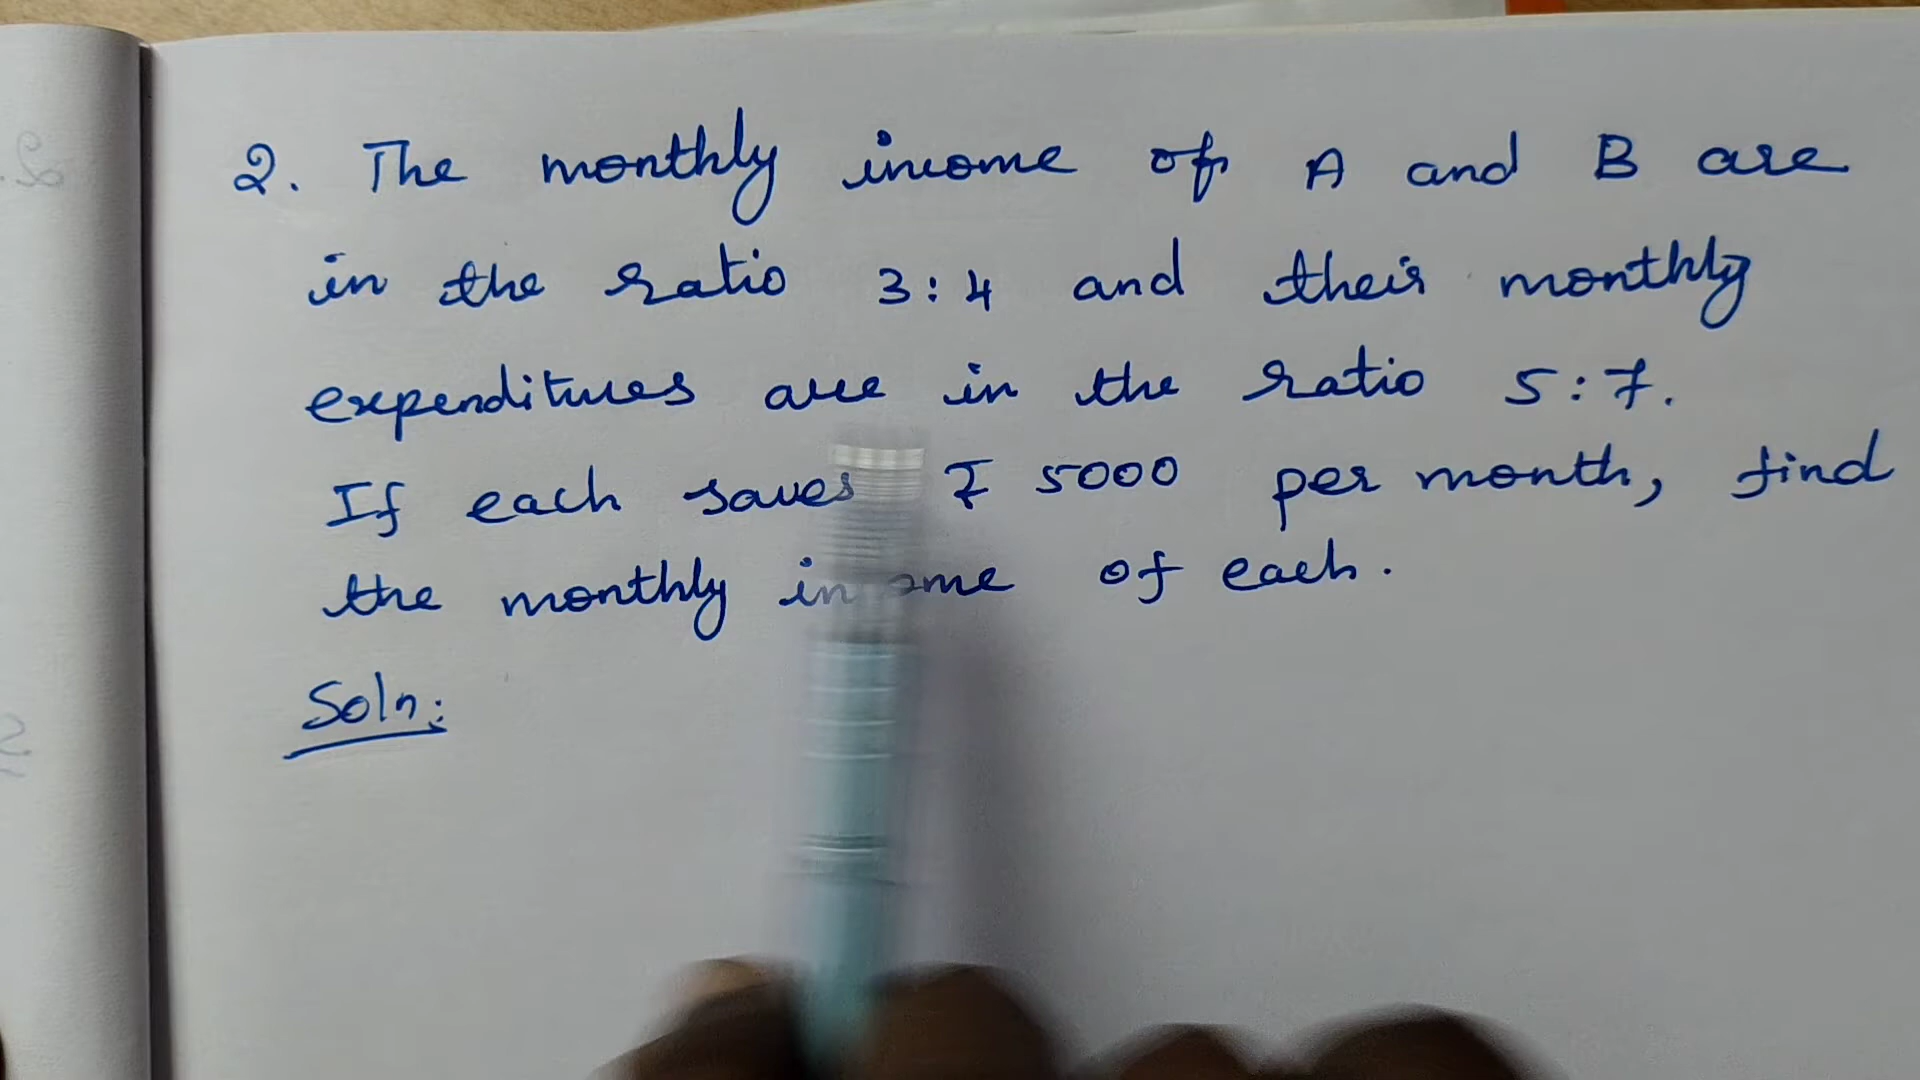 2. The monthly income of A and B are
in the ratio 3:4 and their monthly
expenditures are in the ratio 5:7.
If each saves ₹ 5000 per month, find
the monthly income of each.
Soln: